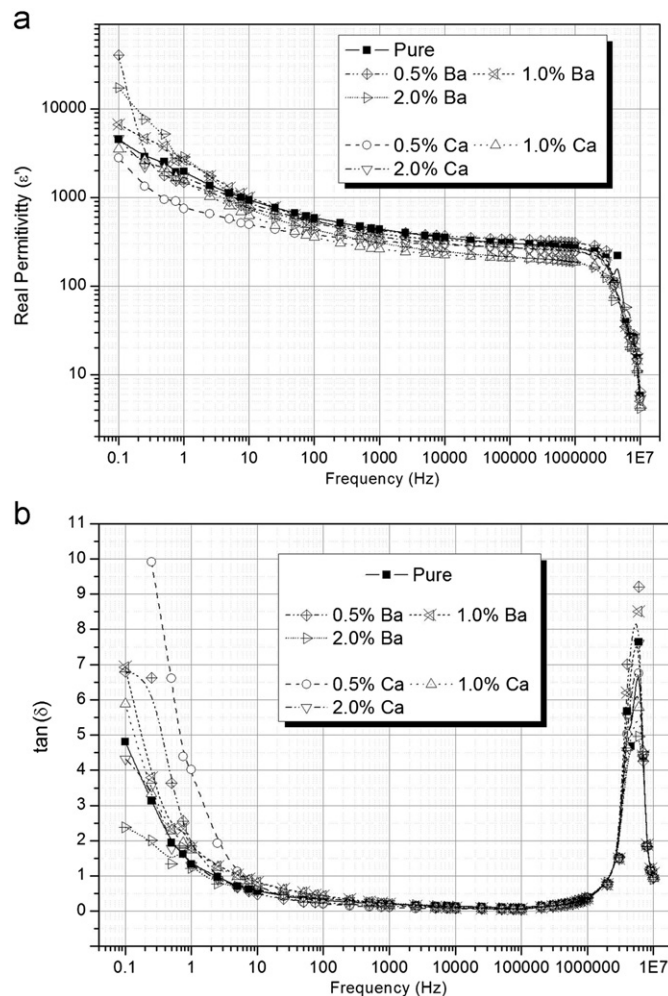 a
Pure
0.5% Ba 1.0% Ba
2.0% Ba
0.5% Ca 1.0% Ca
2.0% Ca
10000
1000
100
10
Real Permitivitty (ε')
0.1 1 10 100 1000 10000 100000 1000000 1E7
Frequency (Hz)
b
11
10
9
8
7
6
5
4
3
2
1
0
tan (δ)
Pure
0.5% Ba 1.0% Ba
2.0% Ba
0.5% Ca 1.0% Ca
2.0% Ca
0.1 1 10 100 1000 10000 100000 1000000 1E7
Frequency (Hz)